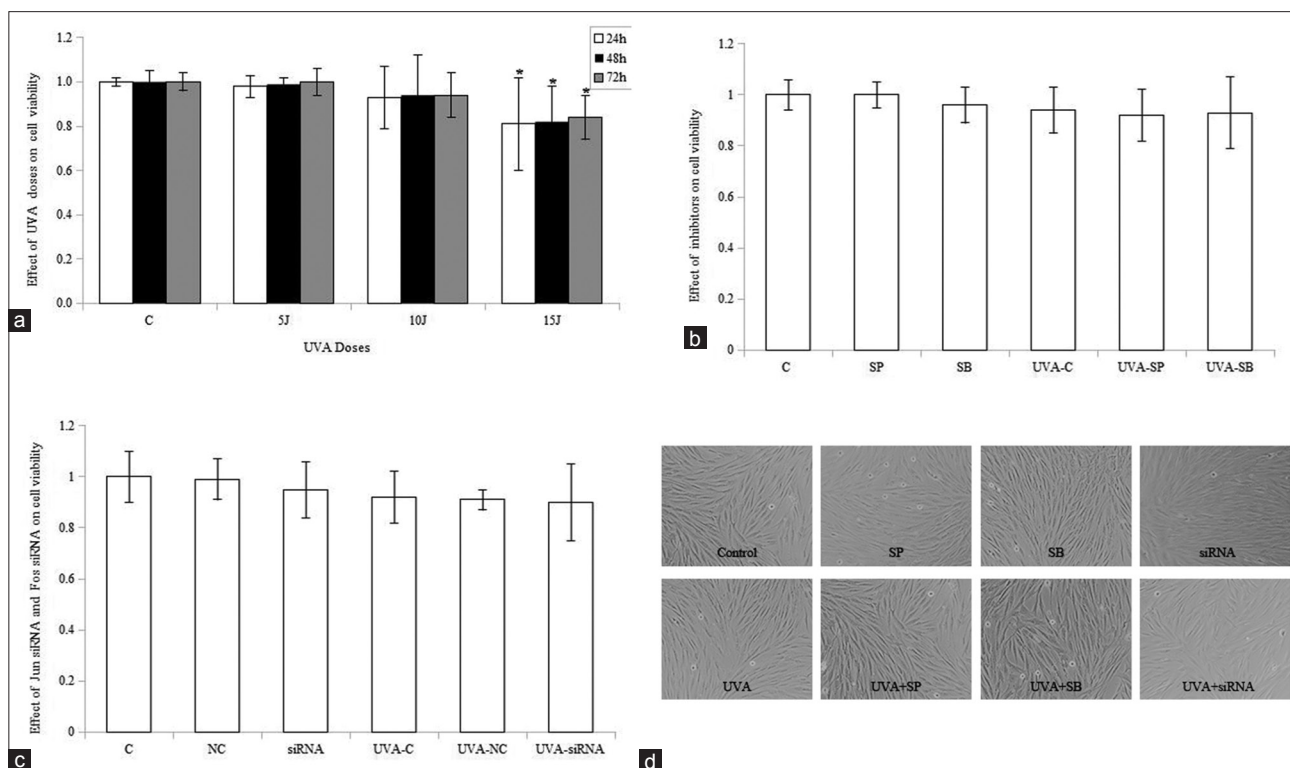 1.2
1.0
0.8
0.6
0.4
0.2
0.0
Effect of UVA doses on cell viability
24h
48h
72h
* * *
C 5J 10J 15J
UVA Doses
a
1.2
1
0.8
0.6
0.4
0.2
0
Effect of inhibitors on cell viability
C SP SB UVA-C UVA-SP UVA-SB
b
1.2
1
0.8
0.6
0.4
0.2
0
Effect of Jun siRNA and Fos siRNA on cell viability
C NC siRNA UVA-C UVA-NC UVA-siRNA
c
Control SP SB siRNA
UVA UVA+SP UVA+SB UVA+siRNA
d